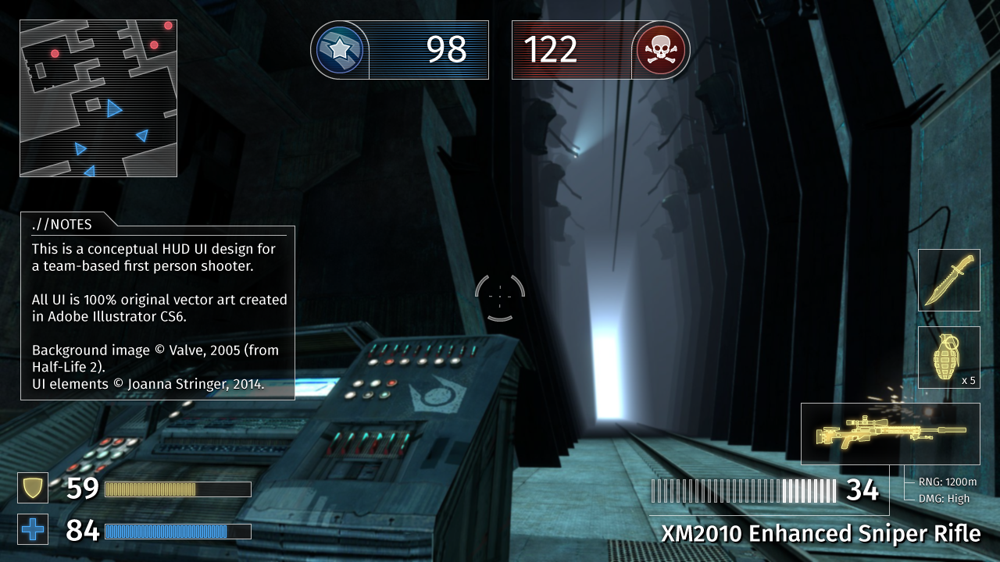 98
122
.//NOTES
This is a conceptual HUD UI design for
a team-based first person shooter.
All UI is 100% original vector art created
in Adobe Illustrator CS6.
Background image © Valve, 2005 (from
Half-Life 2).
UI elements © Joanna Stringer, 2014.
x 5
59
84
34
RNG: 1200m
DMG: High
XM2010 Enhanced Sniper Rifle